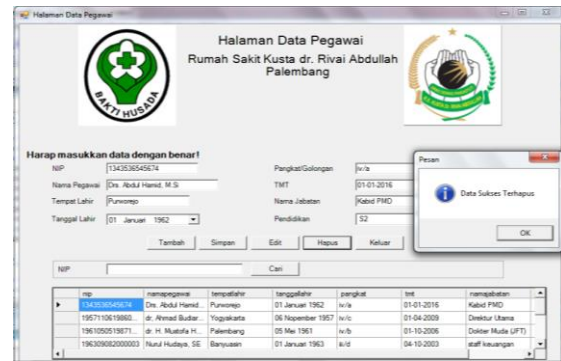 Halaman Data Pegawai
Halaman Data Pegawai
Rumah Sakit Kusta dr. Rivai Abdullah
Palembang
BAKTI HUSADA
Harap masukkan data dengan benar!
NIP 1343536545674 Pangkat/Golongan iv/a
Nama Pegawai Drs. Abdul Hamid, M.Si TMT 01-01-2016
Tempat Lahir Purworejo Nama Jabatan Kabid PMD
Tanggal Lahir 01 Januari 1962 Pendidikan S2
Pesan
Data Sukses Terhapus
OK
Tambah Simpan Edit Hapus Keluar
NIP Cari
nip namapegawai tempatlahir tanggallahir pangkat tmt namajabatan
1343536545674 Drs. Abdul Hamid... Purworejo 01 Januari 1962 iv/a 01-01-2016 Kabid PMD
1957110619860... dr. Ahmad Budiar... Yogyakarta 06 Nopember 1957 iv/c 01-04-2009 Direktur Utama
1961050519871... dr. H. Mustofa H... Palembang 05 Mei 1961 iv/b 01-10-2006 Dokter Muda (JFT)
196309082000003 Nurul Hudaya, SE Banyuasin 01 Januari 1963 iii/d 04-10-2003 staff keuangan